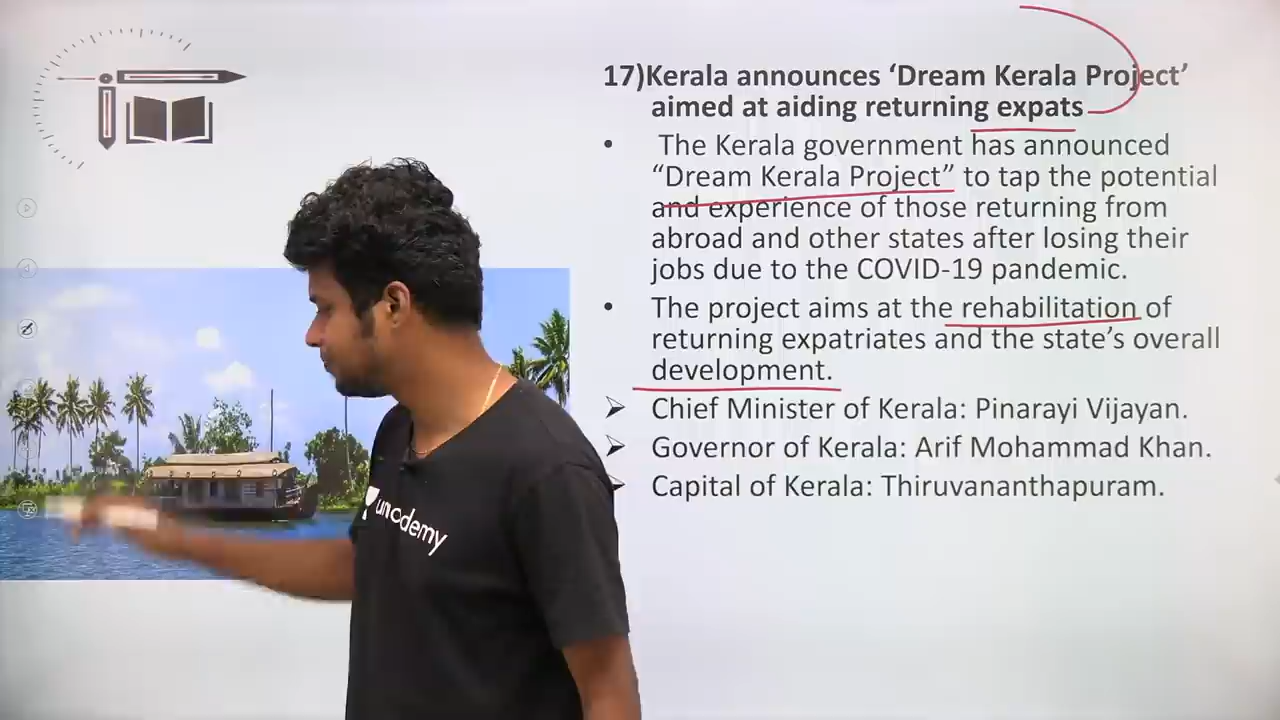 17)Kerala announces ‘Dream Kerala Project’
aimed at aiding returning expats
• The Kerala government has announced
“Dream Kerala Project” to tap the potential
and experience of those returning from
abroad and other states after losing their
jobs due to the COVID-19 pandemic.
• The project aims at the rehabilitation of
returning expatriates and the state’s overall
development.
➢ Chief Minister of Kerala: Pinarayi Vijayan.
➢ Governor of Kerala: Arif Mohammad Khan.
➢ Capital of Kerala: Thiruvananthapuram.
unacademy